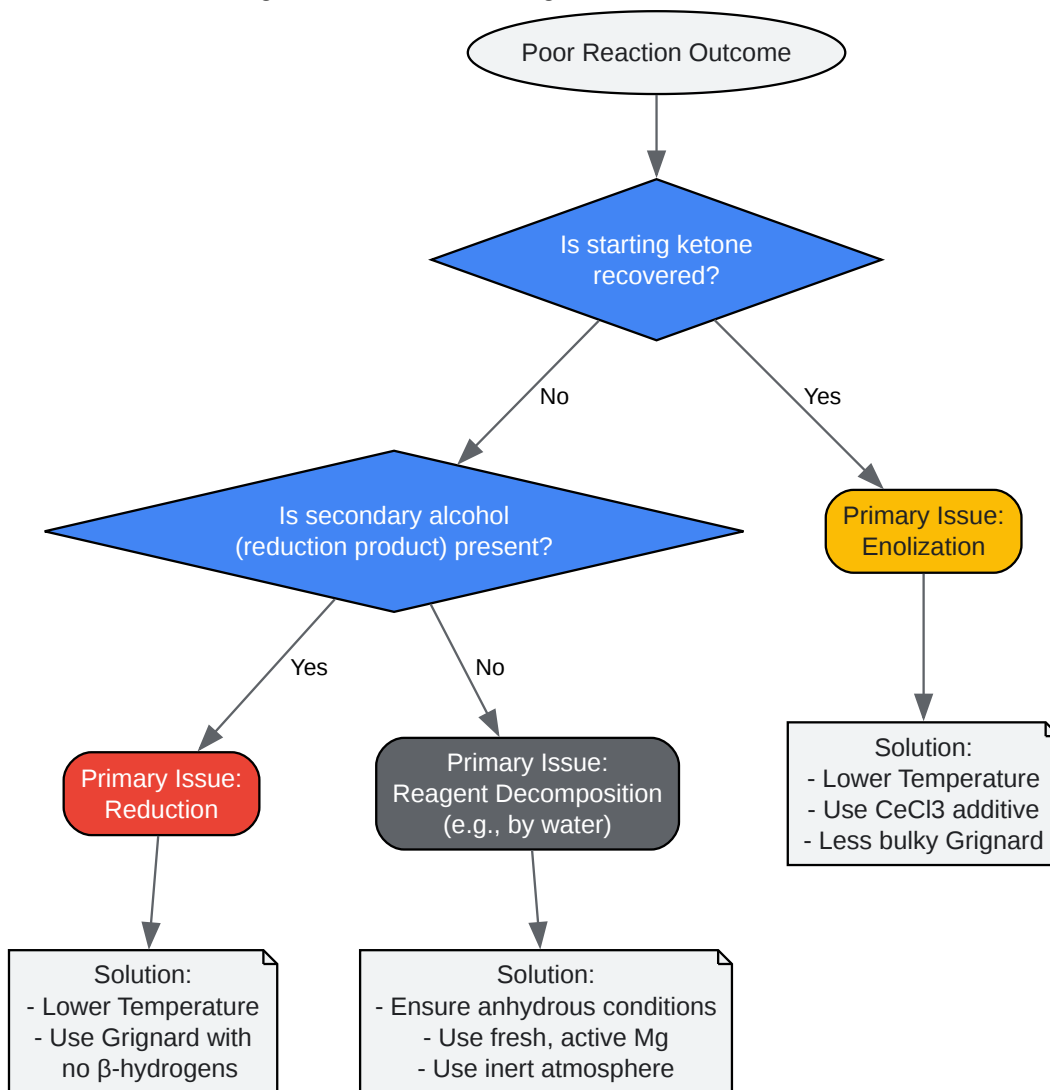 Poor Reaction Outcome
Is starting ketone
recovered?
No
Yes
Is secondary alcohol
(reduction product) present?
Primary Issue:
Enolization
Yes
No
Primary Issue:
Reduction
Primary Issue:
Reagent Decomposition
(e.g., by water)
Solution:
- Lower Temperature
- Use CeCl3 additive
- Less bulky Grignard
Solution:
- Lower Temperature
- Use Grignard with
no β-hydrogens
Solution:
- Ensure anhydrous conditions
- Use fresh, active Mg
- Use inert atmosphere